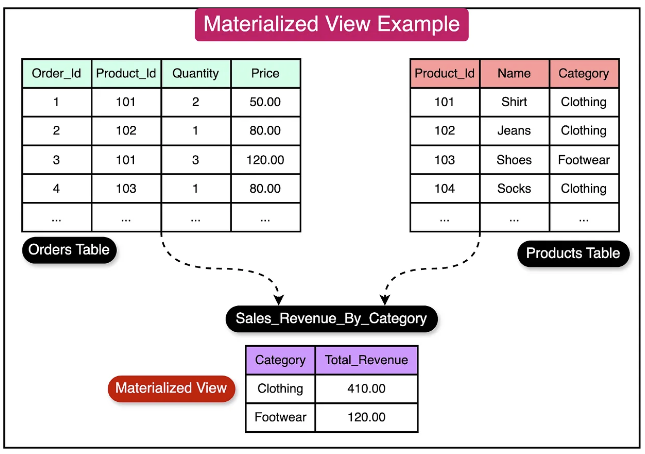 Materialized View Example
Order_Id Product_Id Quantity Price
1 101 2 50.00
2 102 1 80.00
3 101 3 120.00
4 103 1 80.00
... ... ... ...
Orders Table
Product_Id Name Category
101 Shirt Clothing
102 Jeans Clothing
103 Shoes Footwear
104 Socks Clothing
... ... ...
Products Table
Sales_Revenue_By_Category
Materialized View
Category Total_Revenue
Clothing 410.00
Footwear 120.00